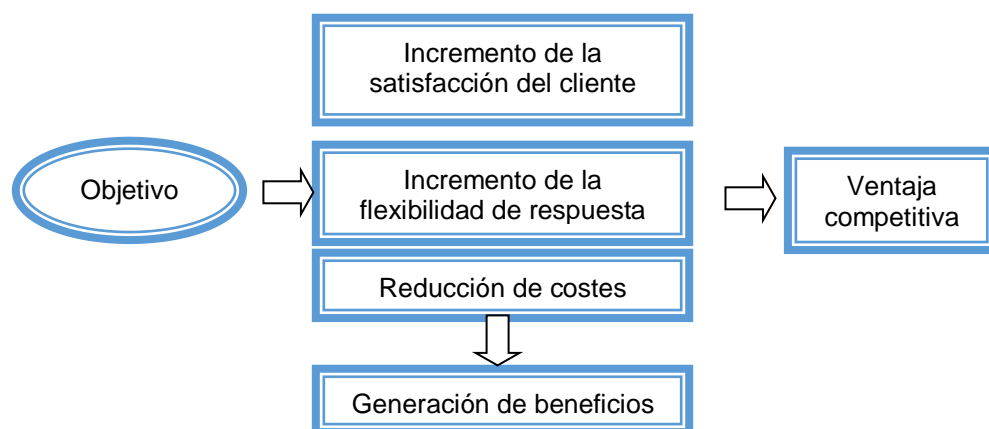 Incremento de la
satisfacción del cliente
Objetivo
Incremento de la
flexibilidad de respuesta
Ventaja
competitiva
Reducción de costes
Generación de beneficios